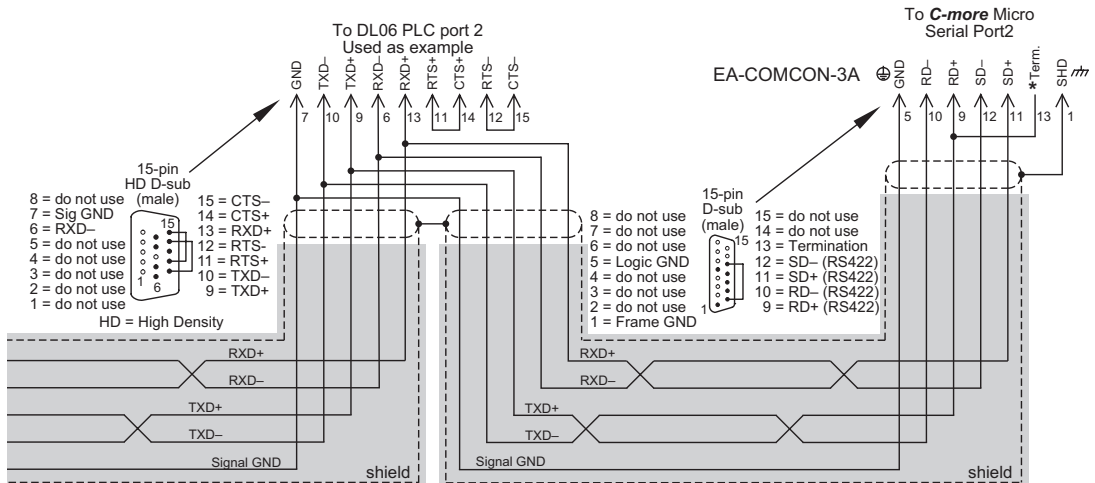 To DL06 PLC port 2
Used as example
GND
TXD–
TXD+
RXD–
RXD+
RTS+
CTS+
RTS–
CTS–
7
10
9
6
13
11
14
12
15
To C-more Micro
Serial Port2
EA-COMCON-3A
GND
RD–
RD+
SD–
SD+
*Term.
SHD
5
10
9
12
11
13
1
15-pin
HD D-sub
(male)
8 = do not use
7 = Sig GND
6 = RXD–
5 = do not use
4 = do not use
3 = do not use
2 = do not use
1 = do not use
15
1
6
15 = CTS–
14 = CTS+
13 = RXD+
12 = RTS-
11 = RTS+
10 = TXD–
9 = TXD+
HD = High Density
15-pin
D-sub
(male)
8 = do not use
7 = do not use
6 = do not use
5 = Logic GND
4 = do not use
3 = do not use
2 = do not use
1 = Frame GND
15
1
15 = do not use
14 = do not use
13 = Termination
12 = SD– (RS422)
11 = SD+ (RS422)
10 = RD– (RS422)
9 = RD+ (RS422)
RXD+
RXD–
TXD+
TXD–
Signal GND
shield
RXD+
RXD–
TXD+
TXD–
Signal GND
shield